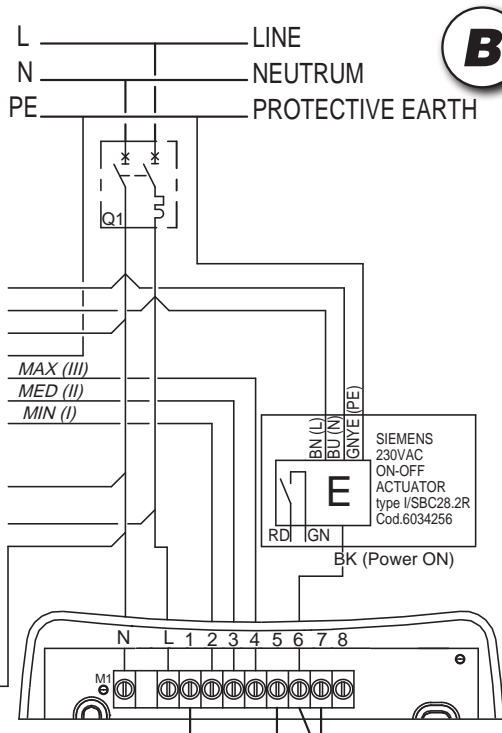 L LINE
B
N NEUTRUM
PE PROTECTIVE EARTH
Q1
MAX (III)
MED (II)
MIN (I)
BN (L)
BU (N)
GNYE (PE)
SIEMENS
230VAC
ON-OFF
ACTUATOR
type I/SBC28.2R
Cod.6034256
E
RD GN
BK (Power ON)
N L 1 2 3 4 5 6 7 8
M1